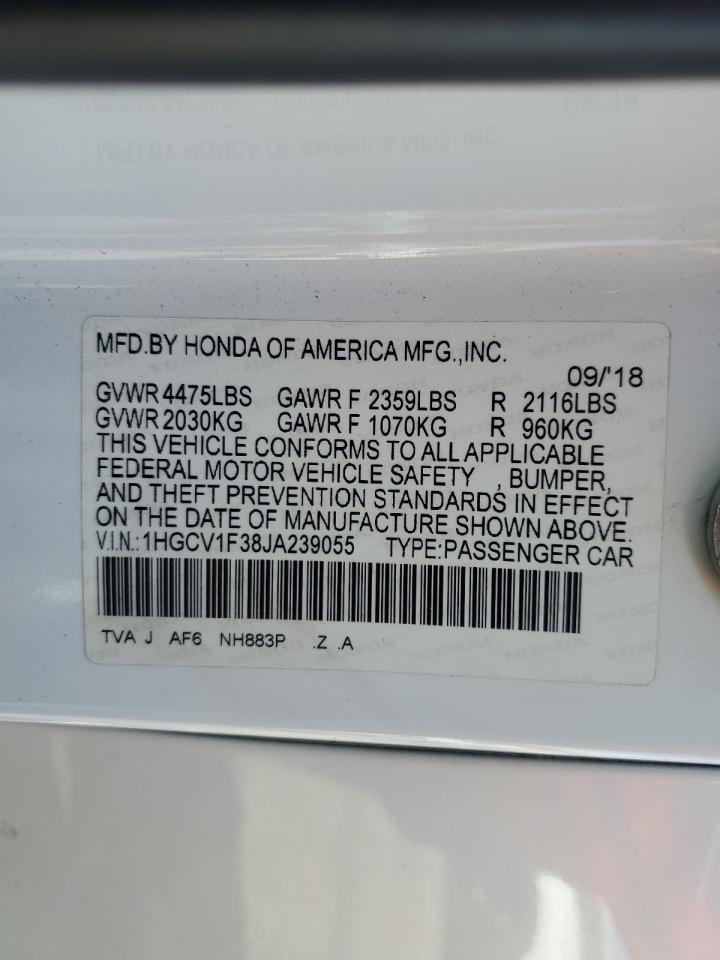 MFD.BY HONDA OF AMERICA MFG.,INC.
09/'18
GVWR 4475LBS GAWR F 2359LBS R 2116LBS
GVWR 2030KG GAWR F 1070KG R 960KG
THIS VEHICLE CONFORMS TO ALL APPLICABLE
FEDERAL MOTOR VEHICLE SAFETY , BUMPER,
AND THEFT PREVENTION STANDARDS IN EFFECT
ON THE DATE OF MANUFACTURE SHOWN ABOVE.
V.I.N.:1HGCV1F38JA239055 TYPE:PASSENGER CAR
TVA J AF6 NH883P .Z .A